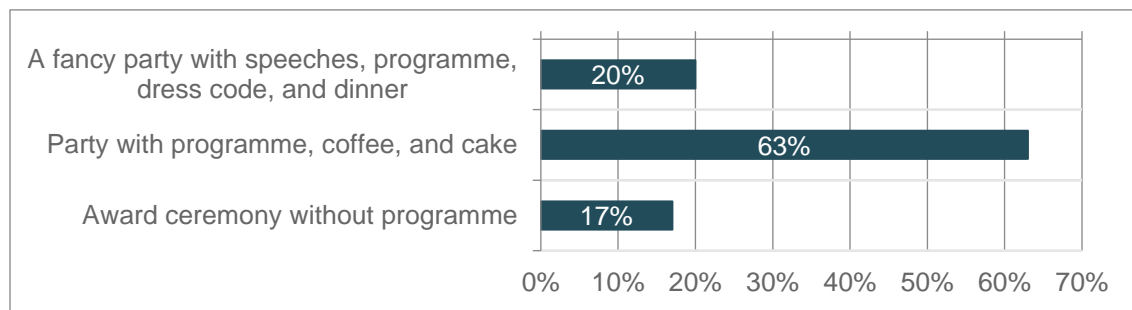 A fancy party with speeches, programme,
dress code, and dinner
20%
Party with programme, coffee, and cake
63%
Award ceremony without programme
17%
0% 10% 20% 30% 40% 50% 60% 70%